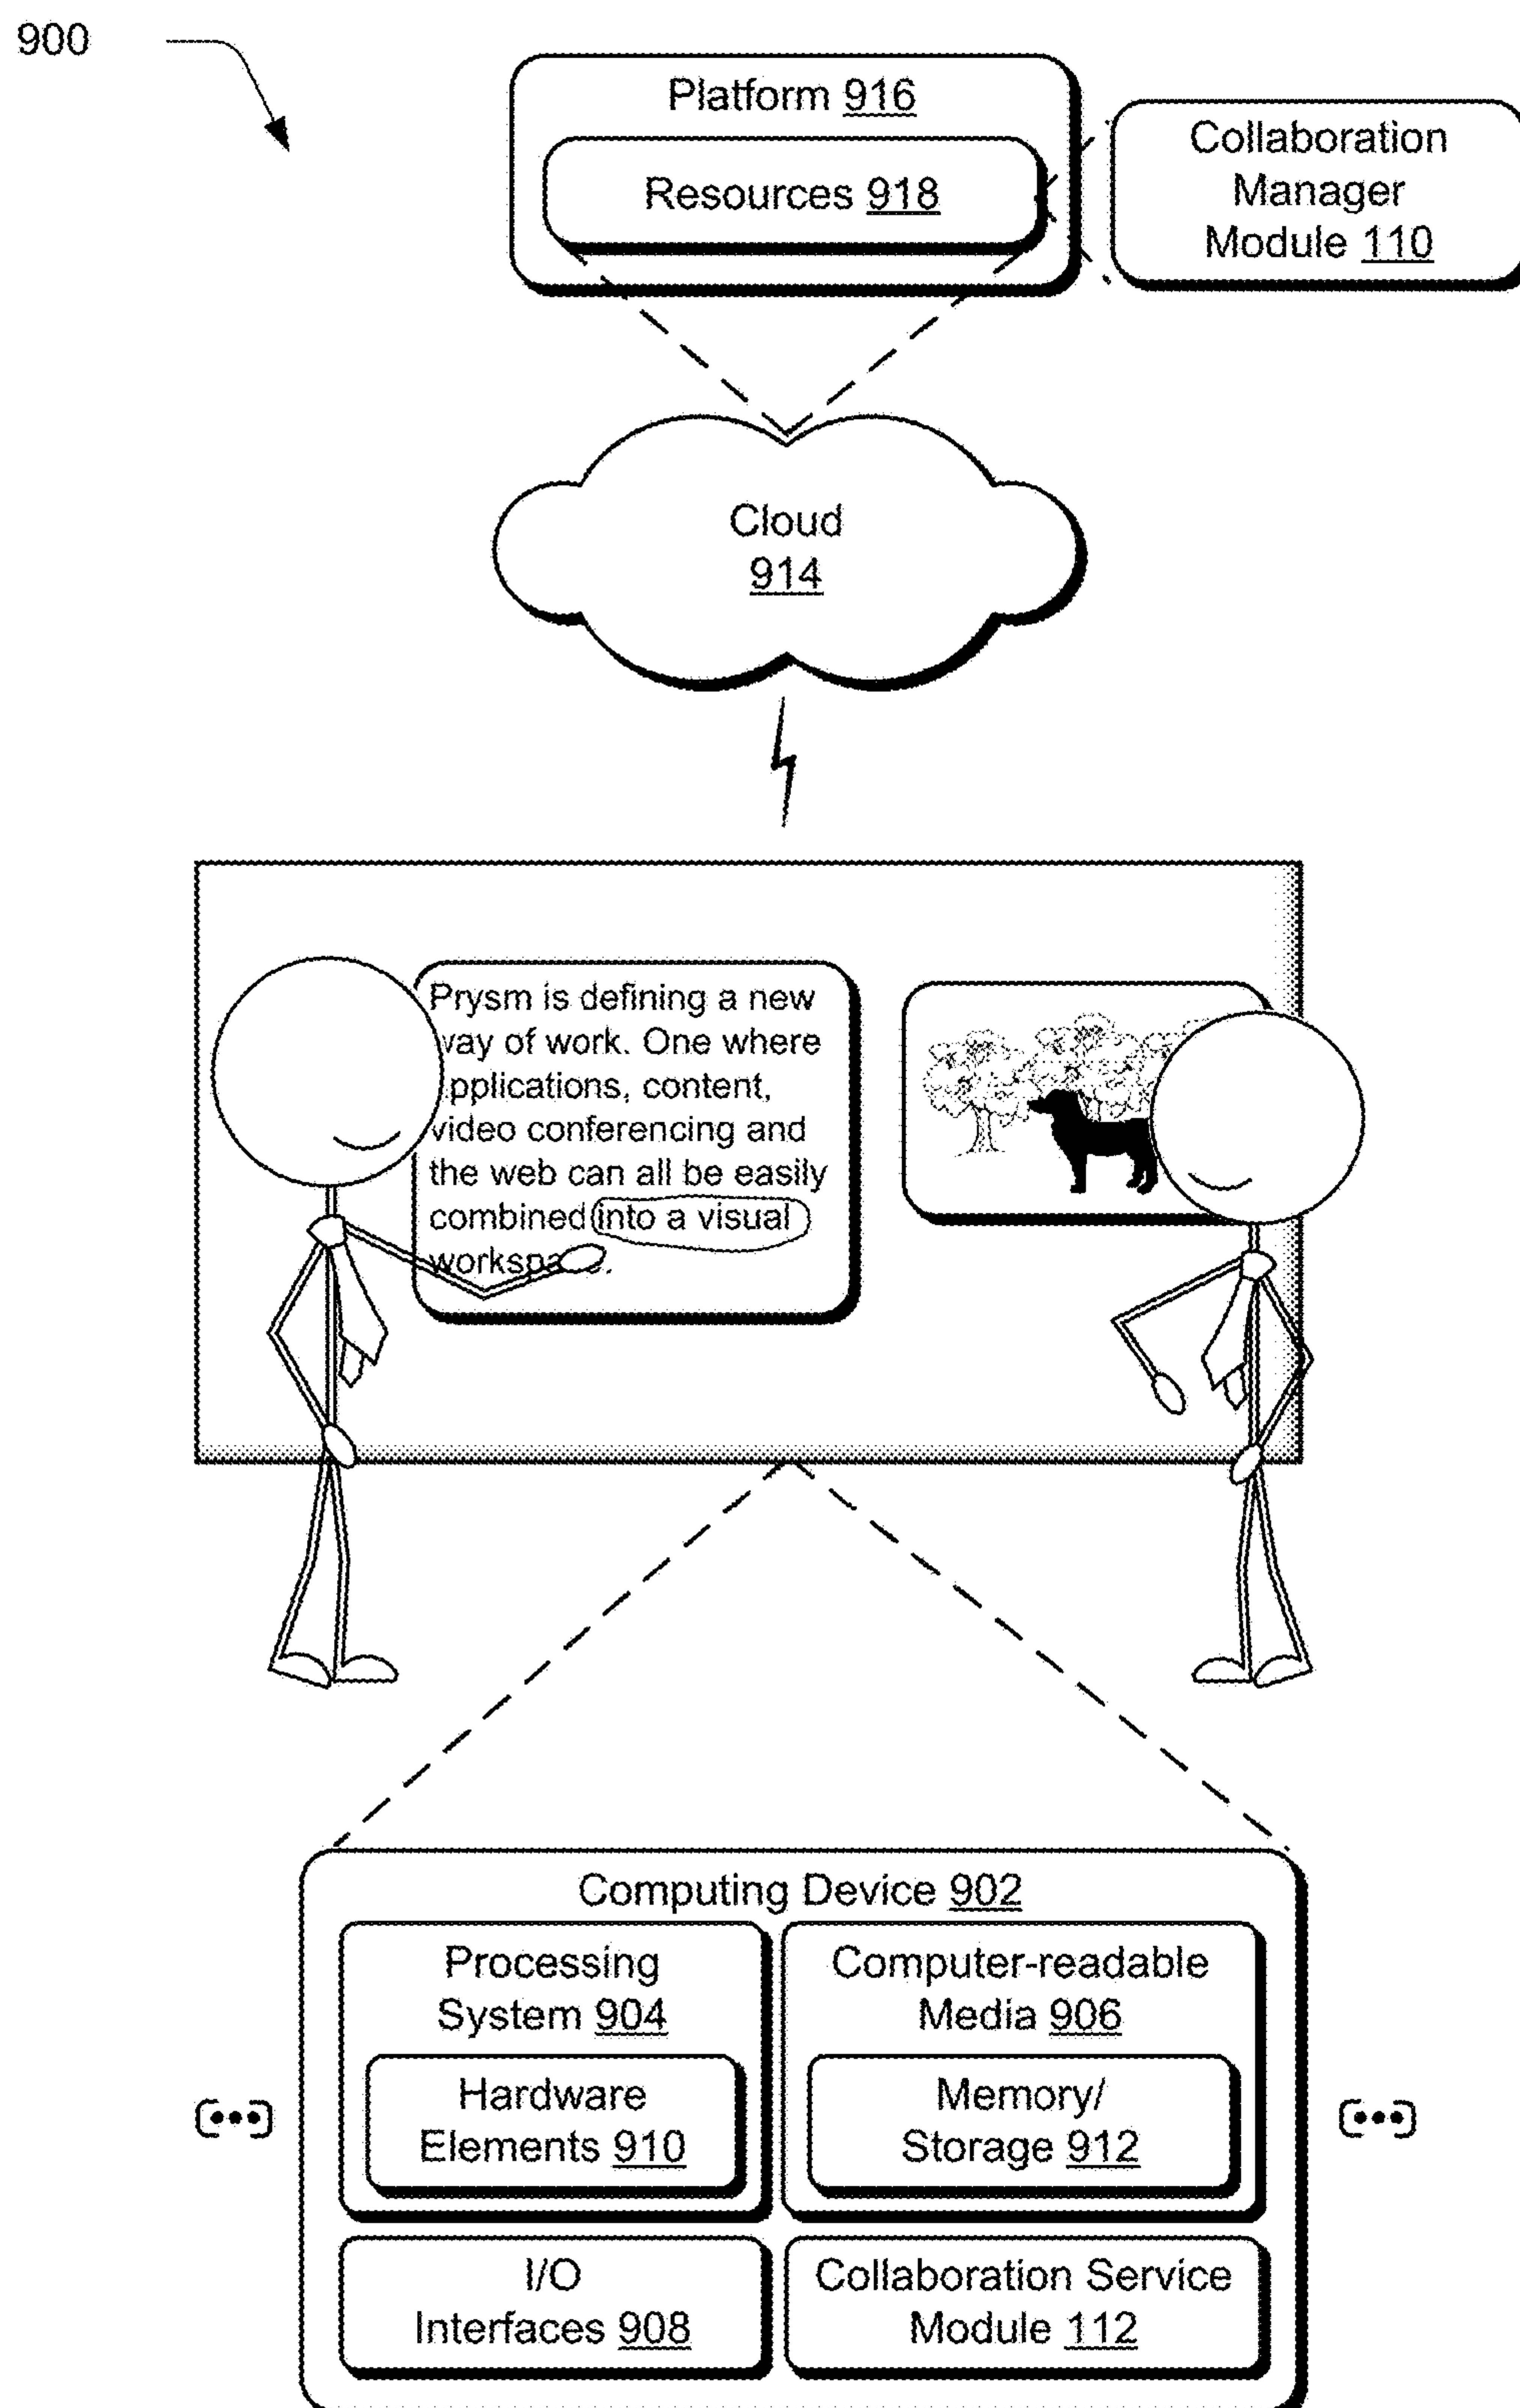 900
Platform 916
Resources 918
Collaboration
Manager
Module 110
Cloud
914
Prysm is defining a new
way of work. One where
pplications, content,
video conferencing and
the web can all be easily
combined into a visual
workspa .
Computing Device 902
Processing
System 904
Hardware
Elements 910
Computer-readable
Media 906
Memory/
Storage 912
I/O
Interfaces 908
Collaboration Service
Module 112